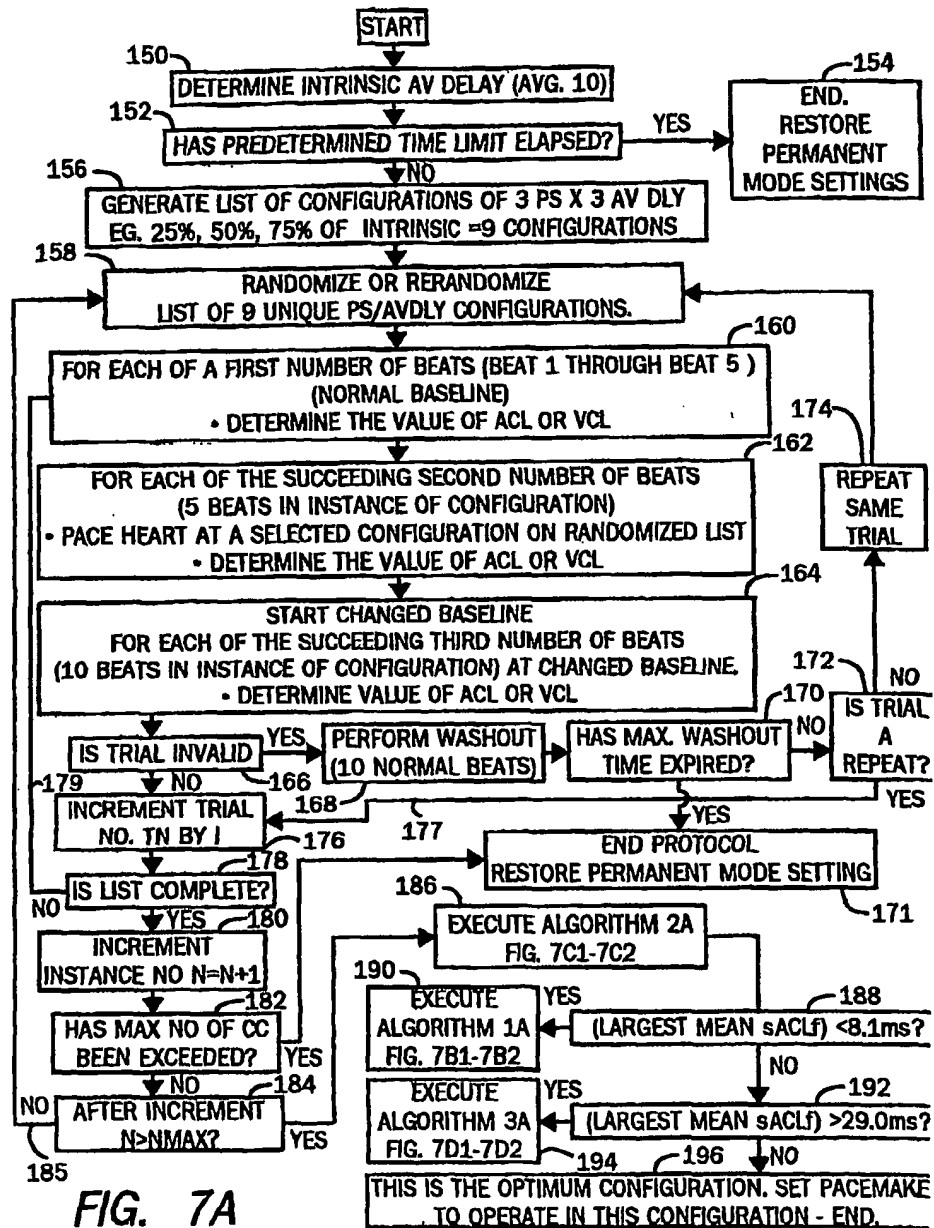 START
150
DETERMINE INTRINSIC AV DELAY (AVG. 10)
152
HAS PREDETERMINED TIME LIMIT ELAPSED?
YES
154
END.
RESTORE
PERMANENT
MODE SETTINGS
NO
156
GENERATE LIST OF CONFIGURATIONS OF 3 PS X 3 AV DLY
EG. 25%, 50%, 75% OF INTRINSIC =9 CONFIGURATIONS
158
RANDOMIZE OR RERANDOMIZE
LIST OF 9 UNIQUE PS/AVDLY CONFIGURATIONS.
160
FOR EACH OF A FIRST NUMBER OF BEATS (BEAT 1 THROUGH BEAT 5 )
(NORMAL BASELINE)
• DETERMINE THE VALUE OF ACL OR VCL
162
FOR EACH OF THE SUCCEEDING SECOND NUMBER OF BEATS
(5 BEATS IN INSTANCE OF CONFIGURATION)
• PACE HEART AT A SELECTED CONFIGURATION ON RANDOMIZED LIST
• DETERMINE THE VALUE OF ACL OR VCL
174
REPEAT
SAME
TRIAL
164
START CHANGED BASELINE
FOR EACH OF THE SUCCEEDING THIRD NUMBER OF BEATS
(10 BEATS IN INSTANCE OF CONFIGURATION) AT CHANGED BASELINE.
• DETERMINE VALUE OF ACL OR VCL
172
NO
IS TRIAL
A
REPEAT?
YES
170
IS TRIAL INVALID
YES
PERFORM WASHOUT
(10 NORMAL BEATS)
HAS MAX. WASHOUT
TIME EXPIRED?
NO
179
NO
166
168
177
YES
INCREMENT TRIAL
NO. TN BY I
176
178
END PROTOCOL
RESTORE PERMANENT MODE SETTING
171
IS LIST COMPLETE?
NO
YES
180
186
EXECUTE ALGORITHM 2A
FIG. 7C1-7C2
INCREMENT
INSTANCE NO N=N+1
182
HAS MAX NO OF CC
BEEN EXCEEDED?
YES
190
EXECUTE
ALGORITHM 1A
FIG. 7B1-7B2
YES
188
(LARGEST MEAN sACLf) <8.1ms?
NO
NO
184
NO
AFTER INCREMENT
N>NMAX?
YES
185
EXECUTE
ALGORITHM 3A
FIG. 7D1-7D2
YES
192
(LARGEST MEAN sACLf) >29.0ms?
194
196
NO
THIS IS THE OPTIMUM CONFIGURATION. SET PACEMAKE
TO OPERATE IN THIS CONFIGURATION - END.
FIG. 7A